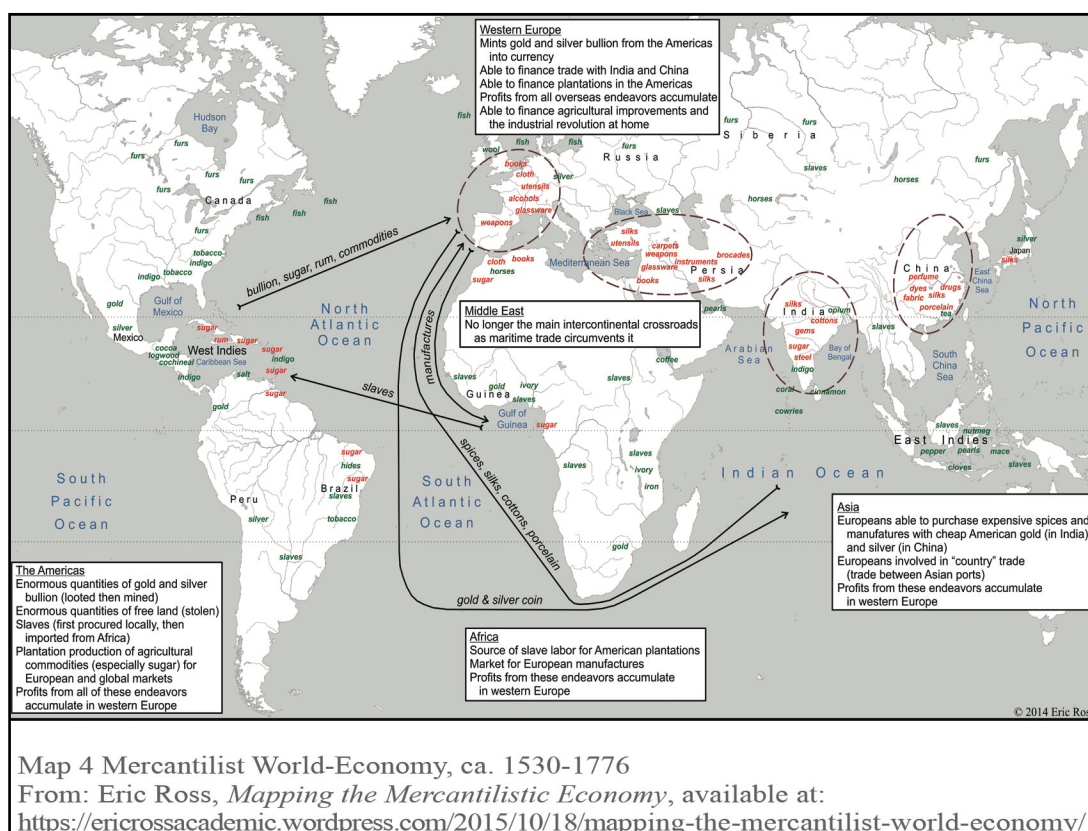 Western Europe
Mints gold and silver bullion from the Americas
into currency
Able to finance trade with India and China
Able to finance plantations in the Americas
Profits from all overseas endeavors accumulate
Able to finance agricultural improvements and
the industrial revolution at home
Hudson
Bay
furs
furs
furs
furs
furs
furs
Canada
furs
fish
fish
fish
tobacco
indigo
tobacco
indigo
gold
Gulf of
Mexico
silver
Mexico
cocoa
logwood
cochineal
indigo
sugar
rum
sugar
West Indies
Caribbean Sea
sugar
indigo
sugar
salt
sugar
gold
bullion, sugar, rum, commodities
North
Atlantic
Ocean
slaves
manufactures
spices, silks, cottons, porcelain
gold & silver coin
fish
wool
fish
fish
books
cloth
utensils
silver
alcohols
glassware
weapons
cloth
books
horses
sugar
Mediterranean Sea
Black Sea
slaves
silks
utensils
carpets
weapons
instruments
brocades
glassware
Persia
silks
books
furs
furs
furs
Siberia
Russia
slaves
horses
horses
furs
China
perfume
dyes
drugs
fabric
silks
porcelain
tea
East
China
Sea
silver
Japan
silks
North
Pacific
Ocean
Middle East
No longer the main intercontinental crossroads
as maritime trade circumvents it
pearls
coffee
Arabian
Sea
silks
India
opium
cottons
gems
sugar
steel
indigo
Bay of
Bengal
coral
cinnamon
cowries
slaves
South
China
Sea
slaves
nutmeg
East Indies
pepper
pearls
mace
cloves
slaves
slaves
gold
ivory
Guinea
slaves
Gulf of
Guinea
sugar
slaves
slaves
slaves
ivory
iron
gold
Indian Ocean
South
Pacific
Ocean
Peru
silver
slaves
Brazil
sugar
hides
sugar
slaves
tobacco
South
Atlantic
Ocean
The Americas
Enormous quantities of gold and silver
bullion (looted then mined)
Enormous quantities of free land (stolen)
Slaves (first procured locally, then
imported from Africa)
Plantation production of agricultural
commodities (especially sugar) for
European and global markets
Profits from all of these endeavors
accumulate in western Europe
Africa
Source of slave labor for American plantations
Market for European manufactures
Profits from these endeavors accumulate
in western Europe
Asia
Europeans able to purchase expensive spices and
manufatures with cheap American gold (in India)
and silver (in China)
Europeans involved in “country” trade
(trade between Asian ports)
Profits from these endeavors accumulate
in western Europe
© 2014 Eric Ros
Map 4 Mercantilist World-Economy, ca. 1530-1776
From: Eric Ross, Mapping the Mercantilistic Economy, available at:
https://ericrossacademic.wordpress.com/2015/10/18/mapping-the-mercantilist-world-economy/